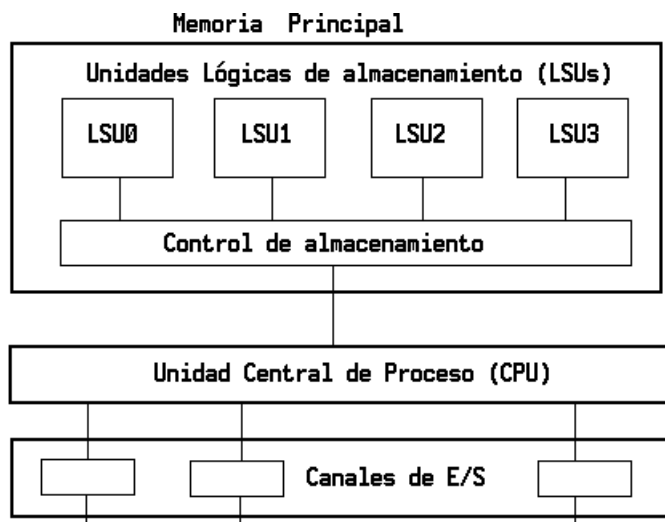 Memoria Principal
Unidades Lógicas de almacenamiento (LSUs)
LSU0 LSU1 LSU2 LSU3
Control de almacenamiento
Unidad Central de Proceso (CPU)
Canales de E/S